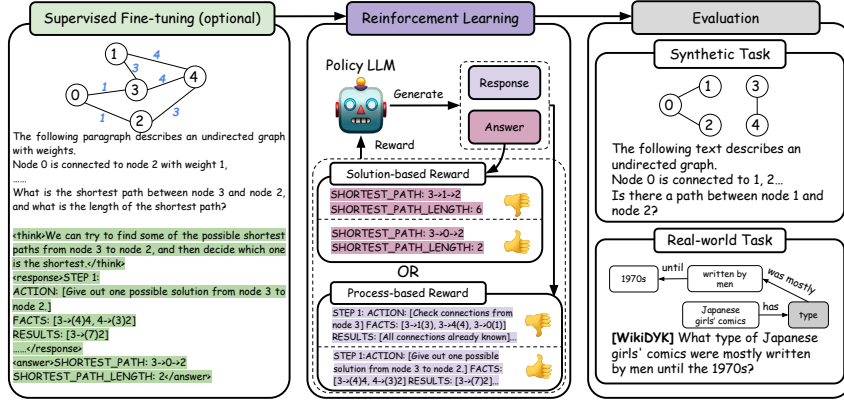 Supervised Fine-tuning (optional)
1
4
3
4
4
0
1
3
1
2
3
The following paragraph describes an undirected graph
with weights.
Node 0 is connected to node 2 with weight 1,
......
What is the shortest path between node 3 and node 2,
and what is the length of the shortest path?
<think>We can try to find some of the possible shortest
paths from node 3 to node 2, and then decide which one
is the shortest.</think>
<response>STEP 1:
ACTION: [Give out one possible solution from node 3 to
node 2.]
FACTS: [3->(4)4, 4->(3)2]
RESULTS: [3->(7)2]
......</response>
<answer>SHORTEST_PATH: 3->0->2
SHORTEST_PATH_LENGTH: 2</answer>
Reinforcement Learning
Policy LLM
Generate
Response
Answer
Reward
Solution-based Reward
SHORTEST_PATH: 3->1->2
SHORTEST_PATH_LENGTH: 6
SHORTEST_PATH: 3->0->2
SHORTEST_PATH_LENGTH: 2
OR
Process-based Reward
STEP 1: ACTION: [Check connections from
node 3] FACTS: [3->1(3), 3->4(4), 3->0(1)]
RESULTS: [All connections already known]...
STEP 1:ACTION: [Give out one possible
solution from node 3 to node 2.] FACTS:
[3->(4)4, 4->(3)2] RESULTS: [3->(7)2]...
Evaluation
Synthetic Task
1
3
0
2
4
The following text describes an
undirected graph.
Node 0 is connected to 1, 2...
Is there a path between node 1 and
node 2?
Real-world Task
1970s
until
written by
men
was mostly
Japanese
girls' comics
has
type
[WikiDYK] What type of Japanese
girls' comics were mostly written
by men until the 1970s?